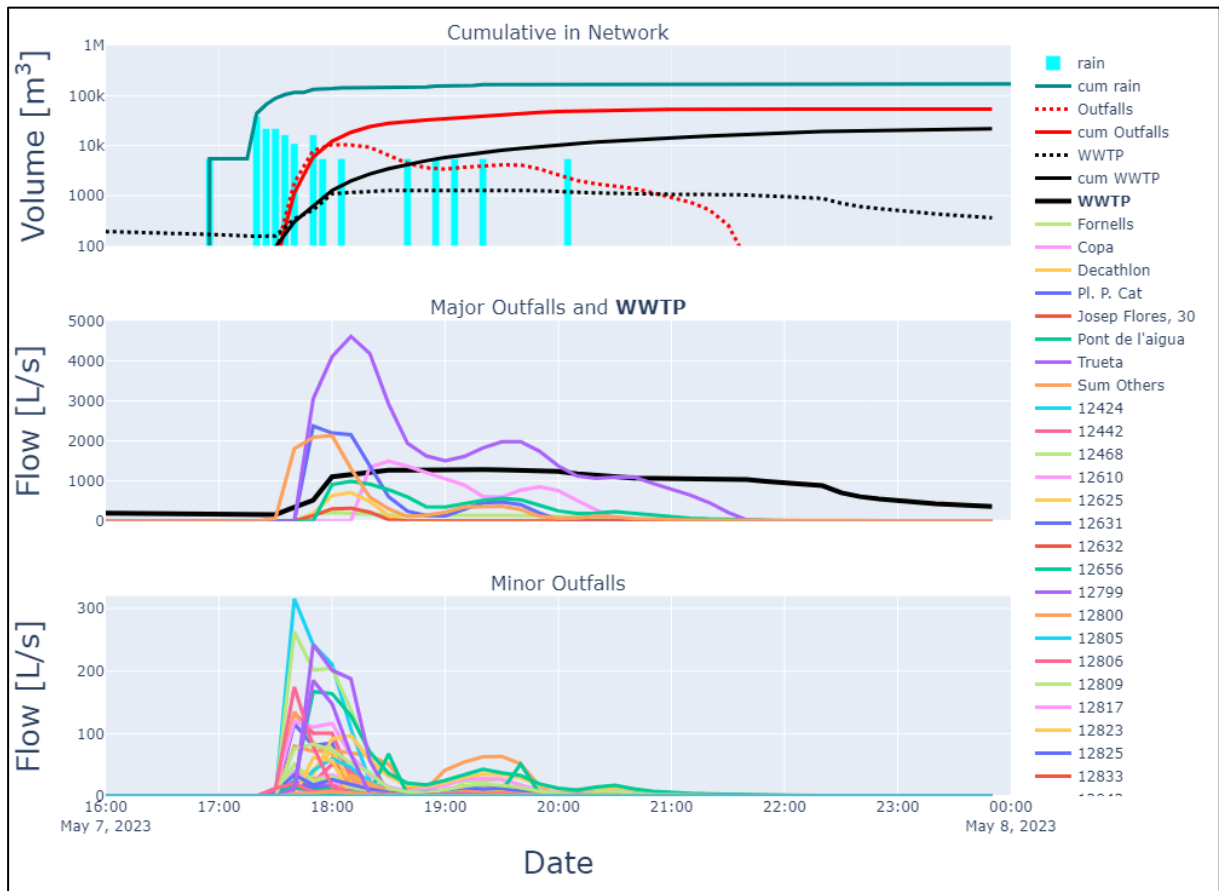 Cumulative in Network
Volume [m³]
1M
100k
10k
1000
100
Major Outfalls and WWTP
Flow [L/s]
5000
4000
3000
2000
1000
0
Minor Outfalls
Flow [L/s]
300
200
100
0
16:00
May 7, 2023
17:00
18:00
19:00
20:00
21:00
22:00
23:00
00:00
May 8, 2023
Date
rain
cum rain
Outfalls
cum Outfalls
WWTP
cum WWTP
WWTP
Fornells
Copa
Decathlon
Pl. P. Cat
Josep Flores, 30
Pont de l'aigua
Trueta
Sum Others
12424
12442
12468
12610
12625
12631
12632
12656
12799
12800
12805
12806
12809
12817
12823
12825
12833